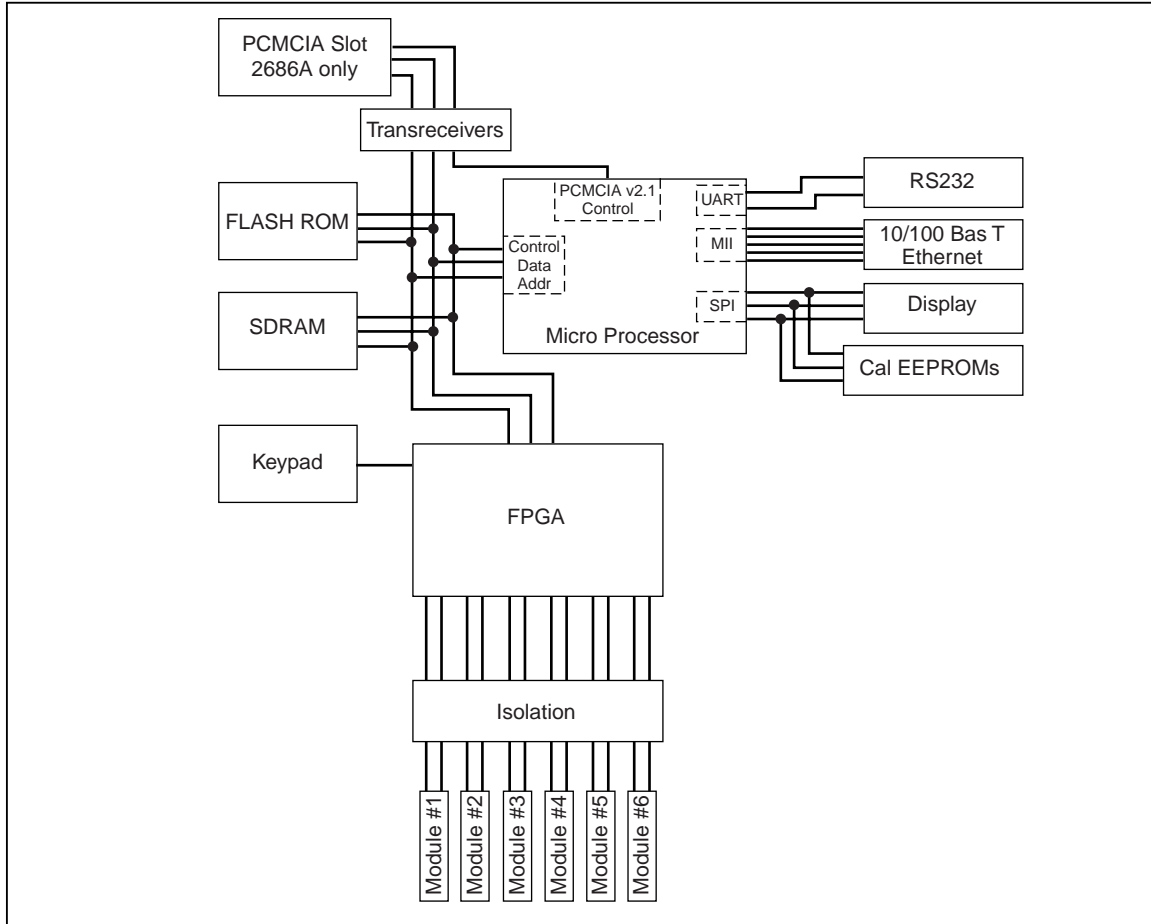 PCMCIA Slot
2686A only
Transreceivers
FLASH ROM
SDRAM
Keypad
PCMCIA v2.1
Control
Control
Data
Addr
UART
MII
SPI
Micro Processor
RS232
10/100 Bas T
Ethernet
Display
Cal EEPROMs
FPGA
Isolation
Module #1
Module #2
Module #3
Module #4
Module #5
Module #6